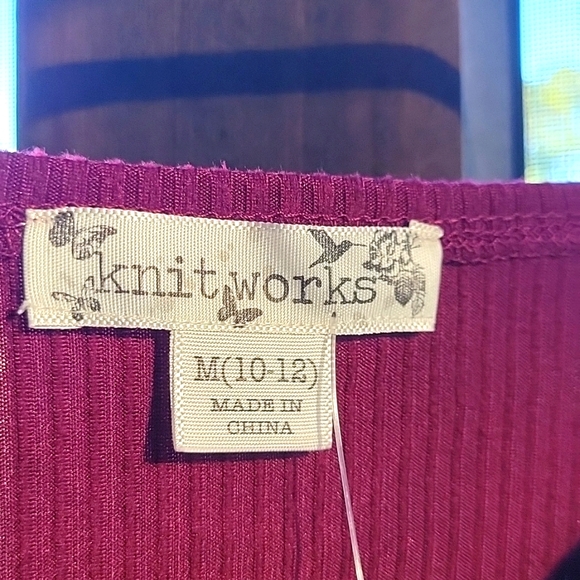 knitworks
M(10-12)
MADE IN
CHINA